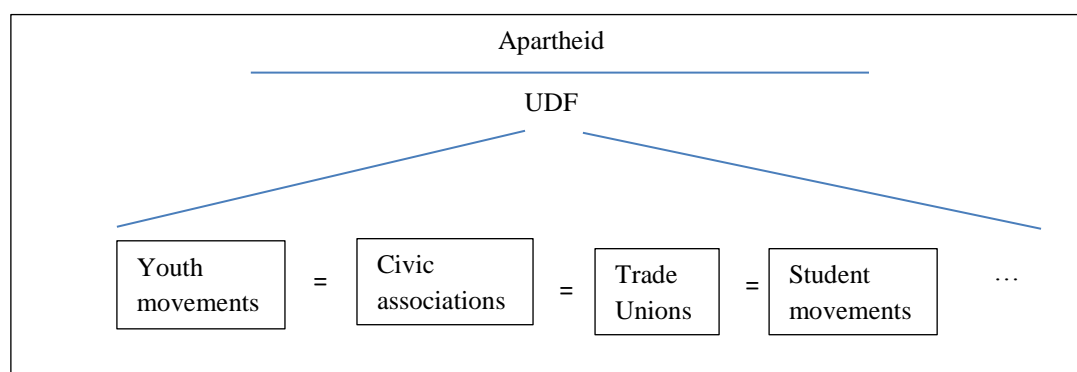 Apartheid
UDF
Youth
movements
=
Civic
associations
=
Trade
Unions
=
Student
movements
...